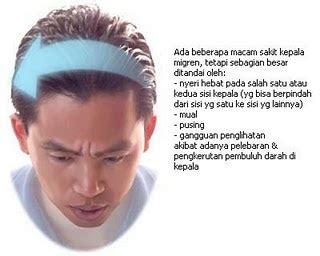 Ada beberapa macam sakit kepala
migren, tetapi sebagian besar
ditandai oleh:
- nyeri hebat pada salah satu atau
kedua sisi kepala (yg bisa berpindah
dari sisi yg satu ke sisi yg lainnya)
- mual
- pusing
- gangguan penglihatan
akibat adanya pelebaran &
pengkerutan pembuluh darah di
kepala